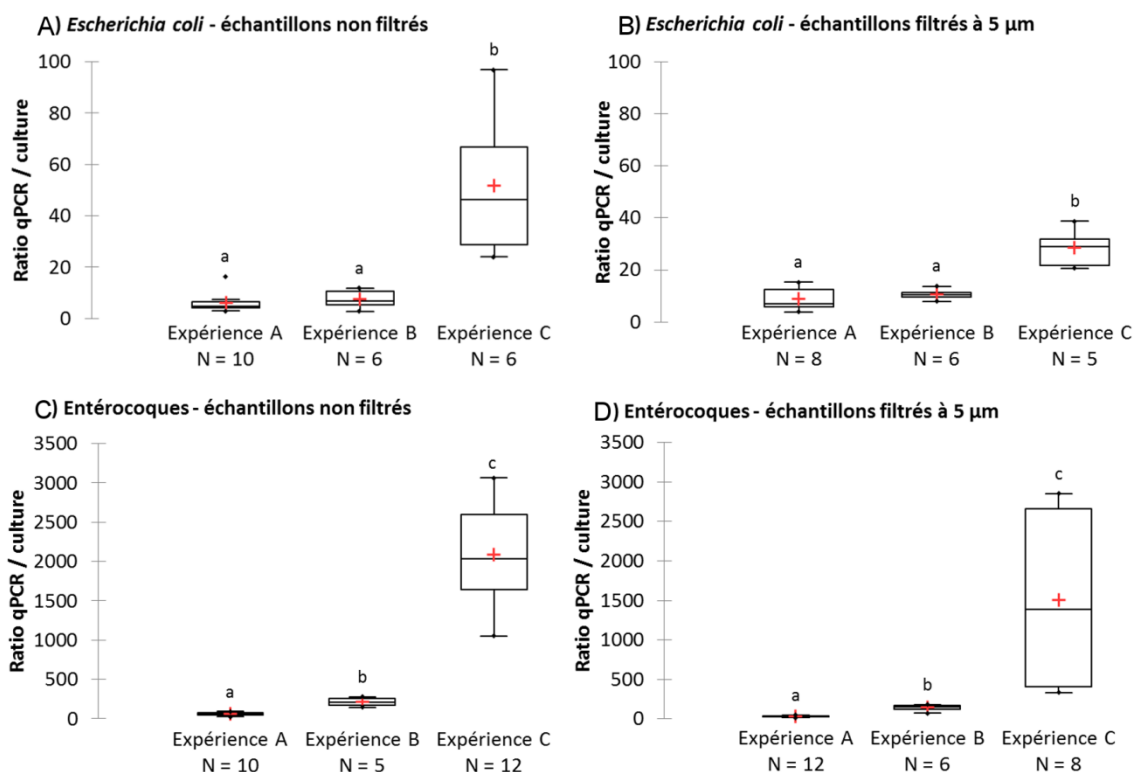 A) Escherichia coli - échantillons non filtrés
Ratio qPCR / culture
100
80
60
40
20
0
a
a
b
Expérience A
N = 10
Expérience B
N = 6
Expérience C
N = 6
B) Escherichia coli - échantillons filtrés à 5 µm
Ratio qPCR / culture
100
80
60
40
20
0
a
a
b
Expérience A
N = 8
Expérience B
N = 6
Expérience C
N = 5
C) Entérocoques - échantillons non filtrés
Ratio qPCR / culture
3500
3000
2500
2000
1500
1000
500
0
a
b
c
Expérience A
N = 10
Expérience B
N = 5
Expérience C
N = 12
D) Entérocoques - échantillons filtrés à 5 µm
Ratio qPCR / culture
3500
3000
2500
2000
1500
1000
500
0
a
b
c
Expérience A
N = 12
Expérience B
N = 6
Expérience C
N = 8